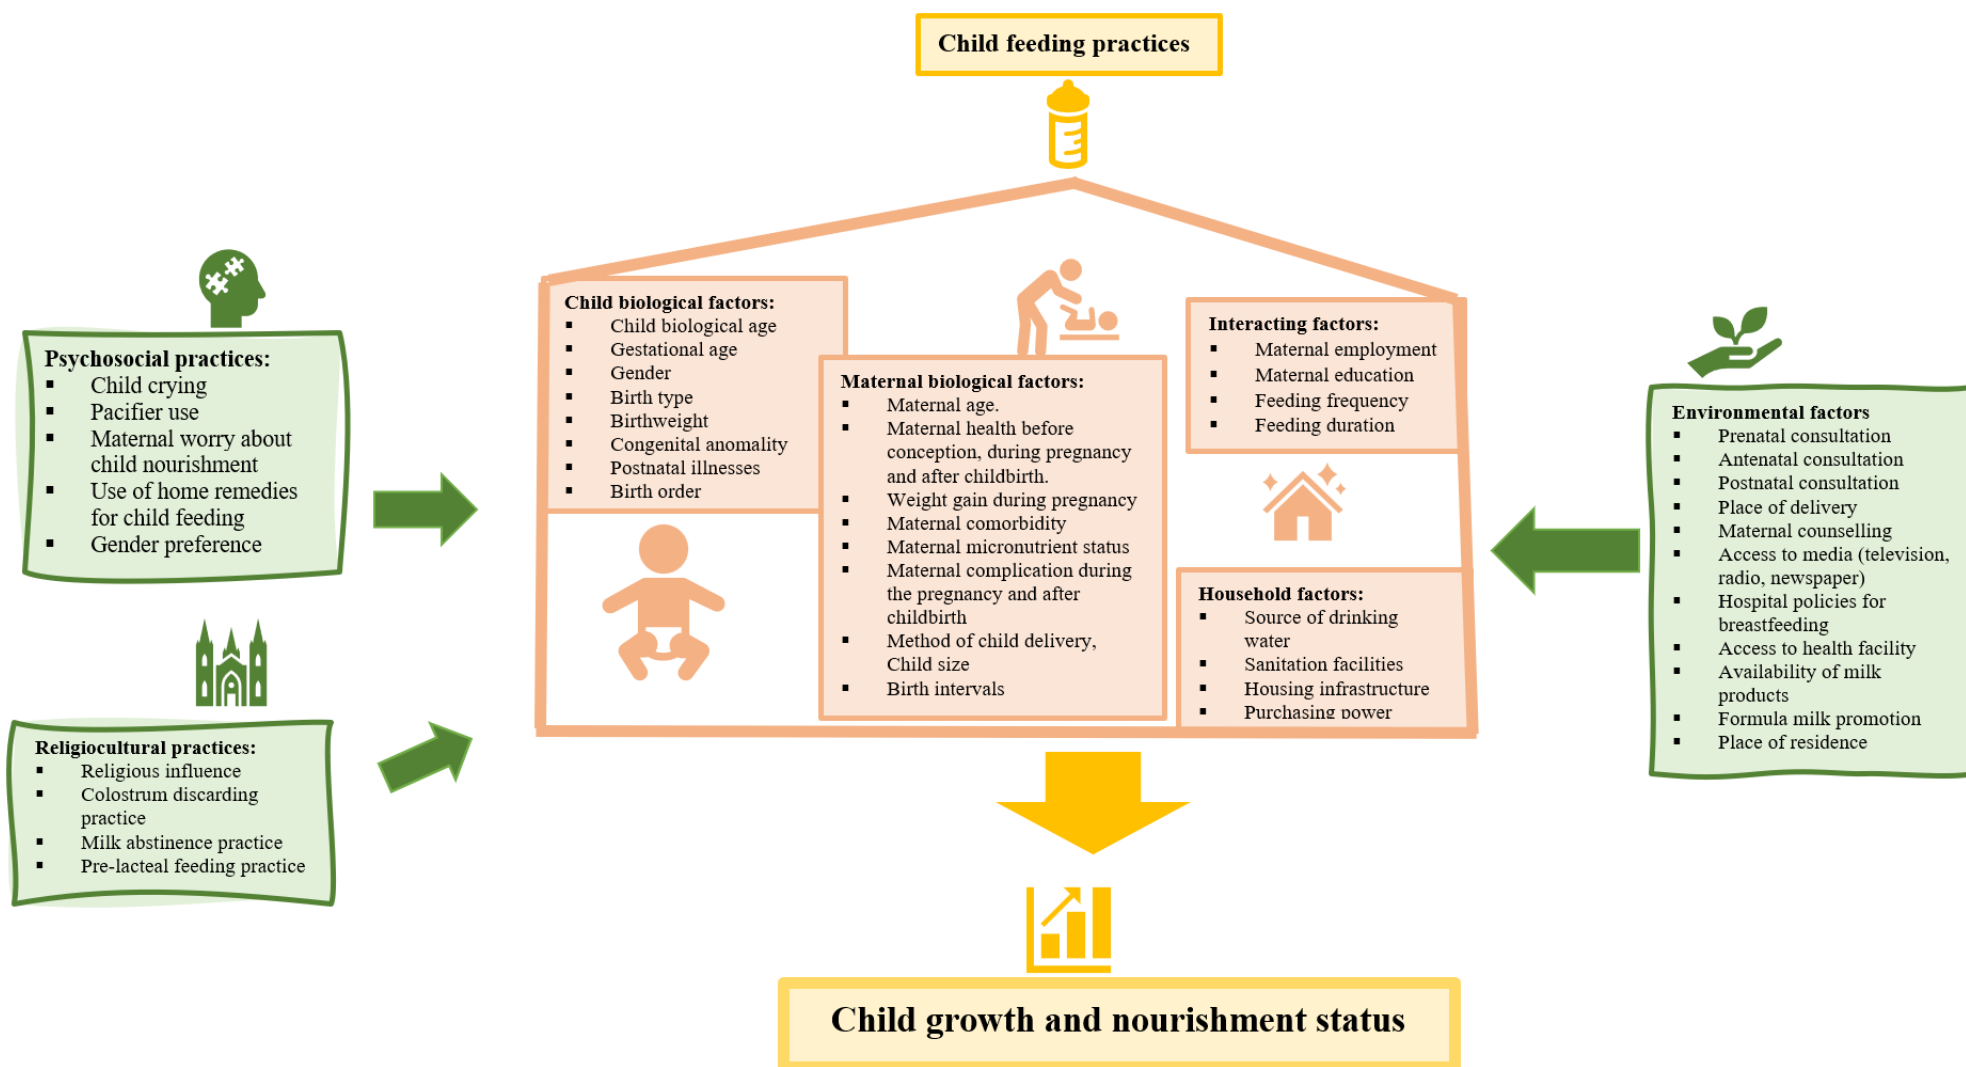 Child feeding practices
Psychosocial practices:
▪ Child crying
▪ Pacifier use
▪ Maternal worry about
child nourishment
▪ Use of home remedies
for child feeding
▪ Gender preference
Religiocultural practices:
▪ Religious influence
▪ Colostrum discarding
practice
▪ Milk abstinence practice
▪ Pre-lacteal feeding practice
Child biological factors:
▪ Child biological age
▪ Gestational age
▪ Gender
▪ Birth type
▪ Birthweight
▪ Congenital anomality
▪ Postnatal illnesses
▪ Birth order
Maternal biological factors:
▪ Maternal age.
▪ Maternal health before
conception, during pregnancy
and after childbirth.
▪ Weight gain during pregnancy
▪ Maternal comorbidity
▪ Maternal micronutrient status
▪ Maternal complication during
the pregnancy and after
childbirth
▪ Method of child delivery,
Child size
▪ Birth intervals
Interacting factors:
▪ Maternal employment
▪ Maternal education
▪ Feeding frequency
▪ Feeding duration
Household factors:
▪ Source of drinking
water
▪ Sanitation facilities
▪ Housing infrastructure
▪ Purchasing power
Environmental factors
▪ Prenatal consultation
▪ Antenatal consultation
▪ Postnatal consultation
▪ Place of delivery
▪ Maternal counselling
▪ Access to media (television,
radio, newspaper)
▪ Hospital policies for
breastfeeding
▪ Access to health facility
▪ Availability of milk
products
▪ Formula milk promotion
▪ Place of residence
Child growth and nourishment status